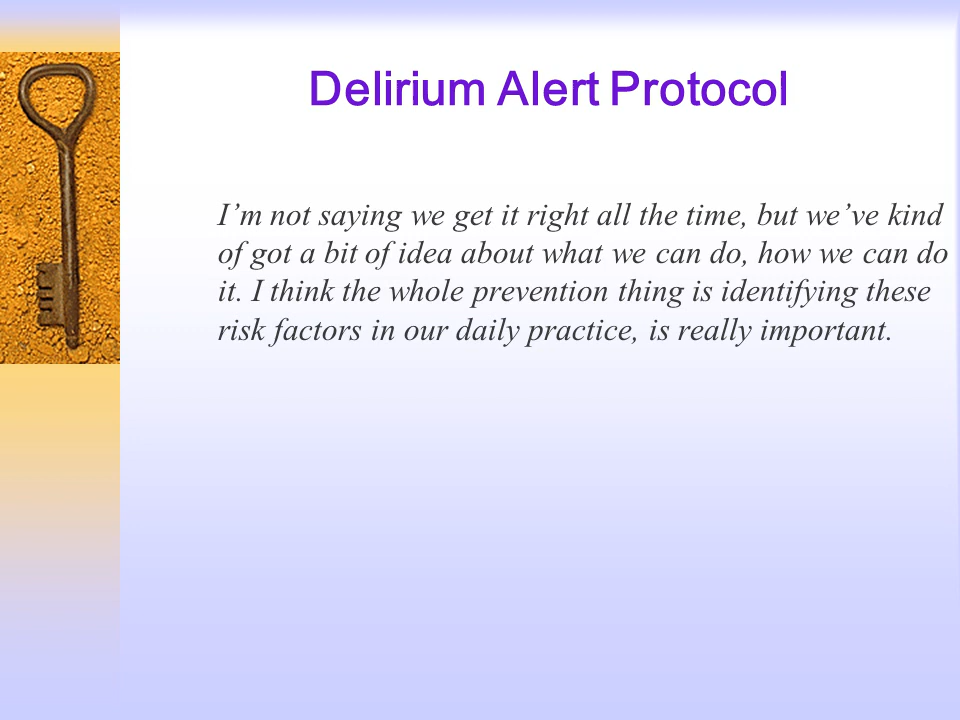 Delirium Alert Protocol
I’m not saying we get it right all the time, but we’ve kind
of got a bit of idea about what we can do, how we can do
it. I think the whole prevention thing is identifying these
risk factors in our daily practice, is really important.